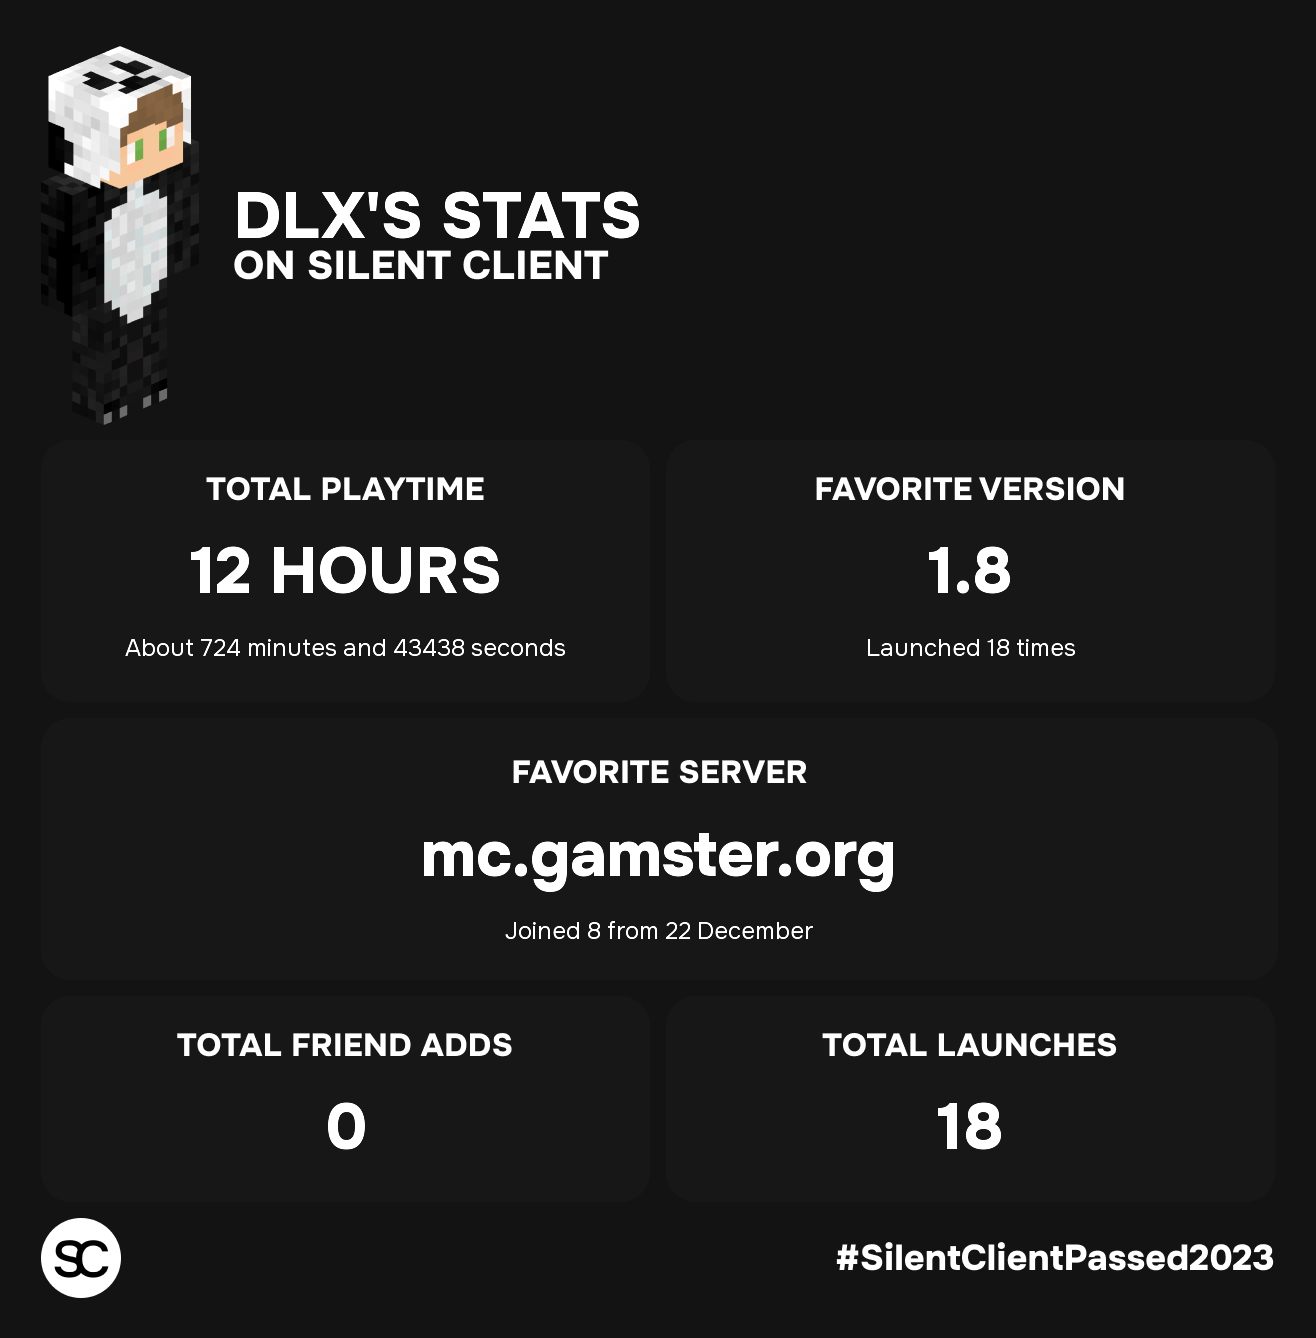 DLX'S STATS
ON SILENT CLIENT
TOTAL PLAYTIME
12 HOURS
About 724 minutes and 43438 seconds
FAVORITE VERSION
1.8
Launched 18 times
FAVORITE SERVER
mc.gamster.org
Joined 8 from 22 December
TOTAL FRIEND ADDS
0
TOTAL LAUNCHES
18
SC
#SilentClientPassed2023